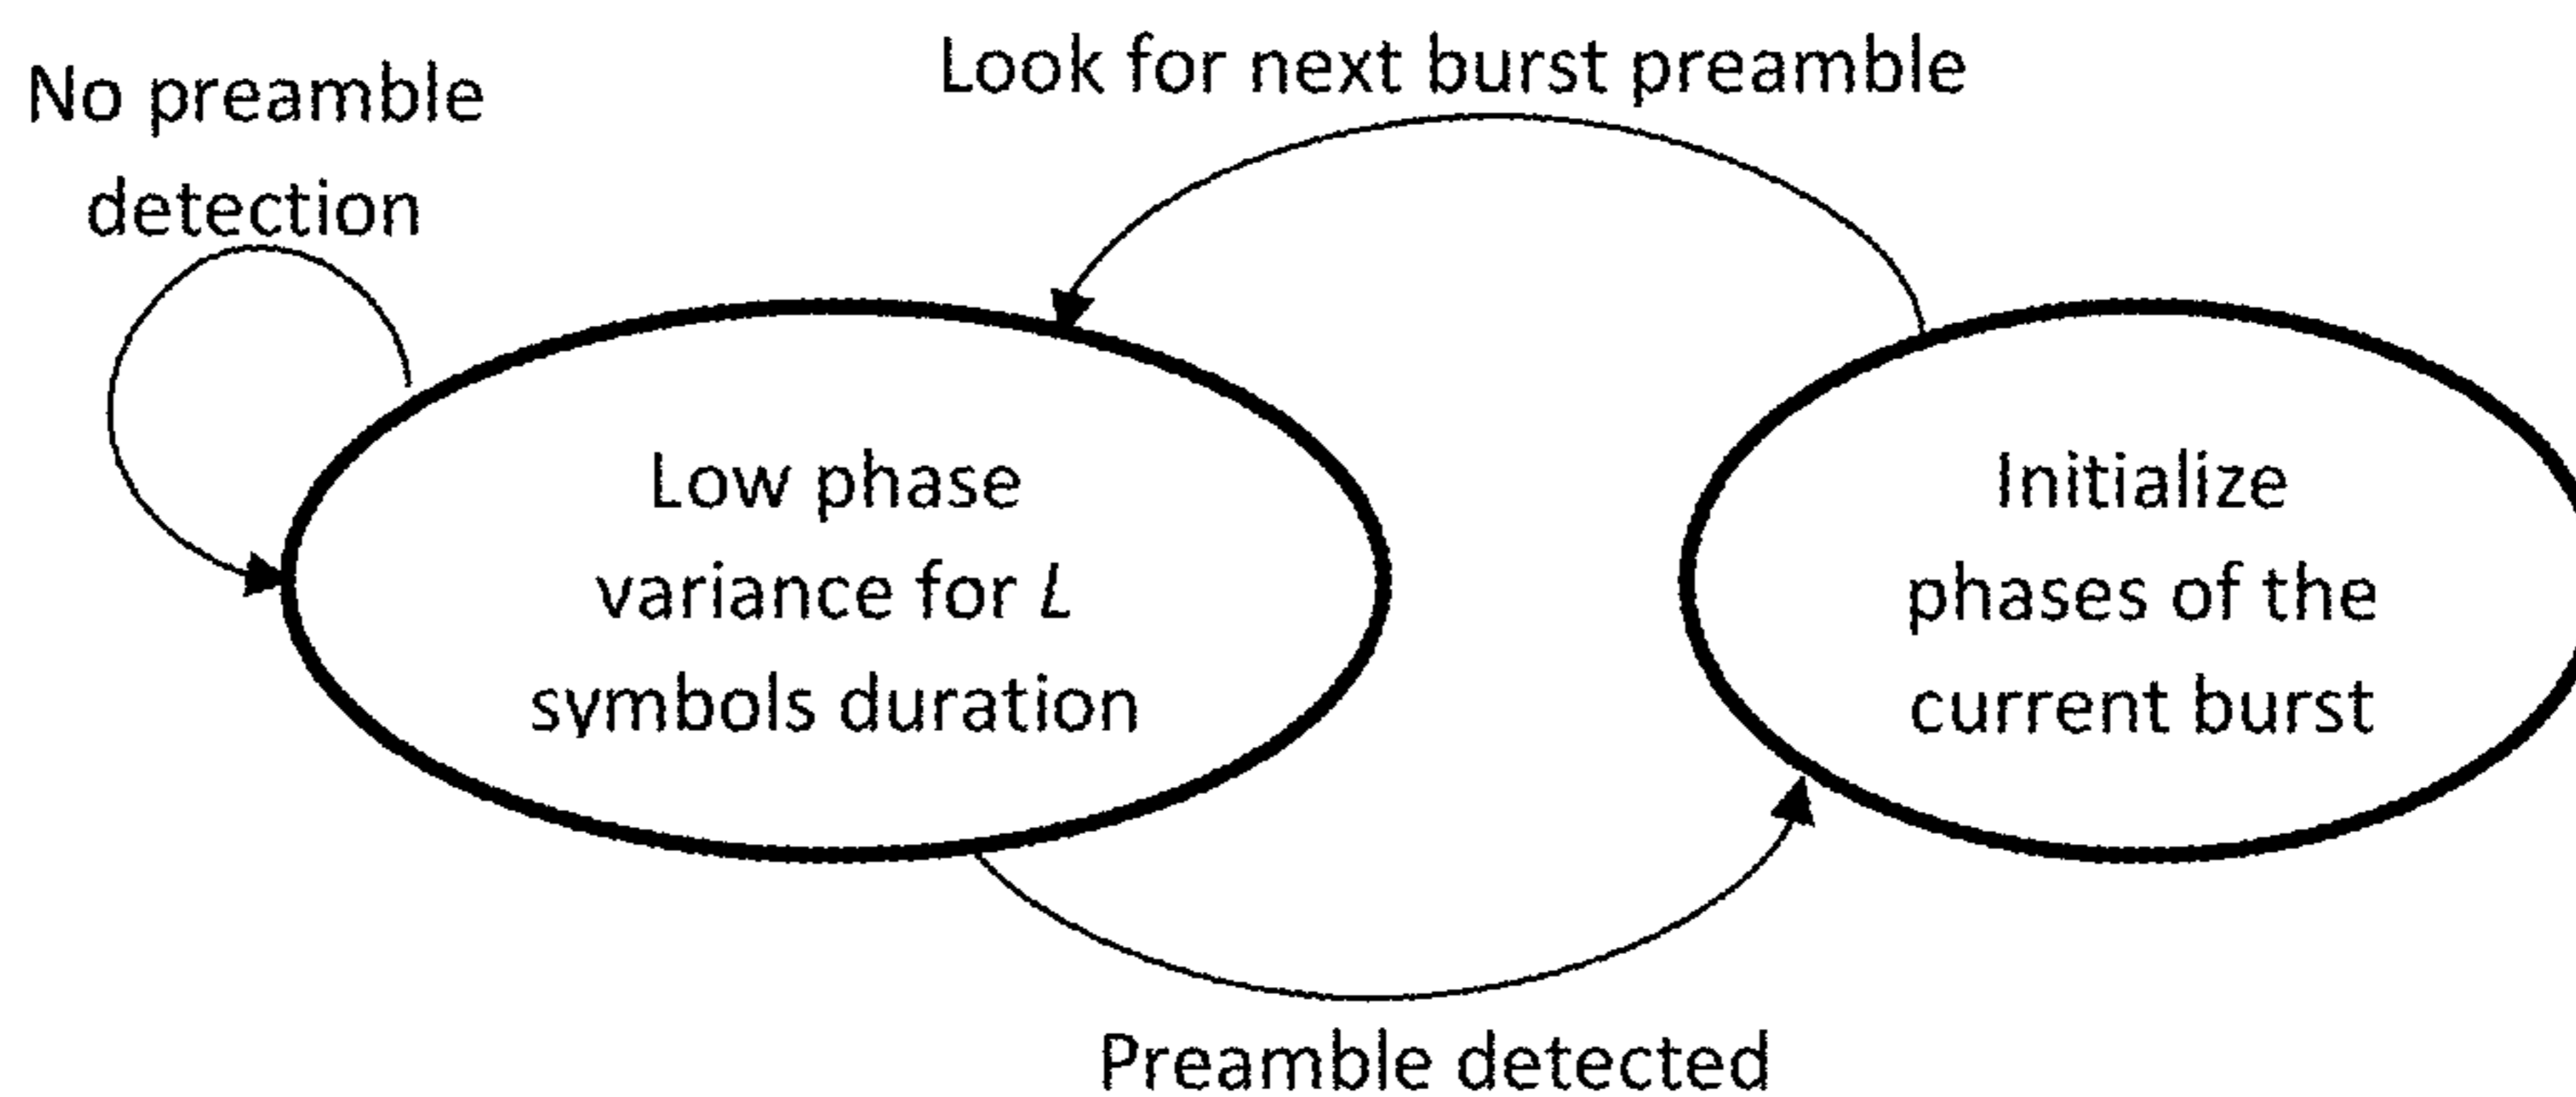 No preamble
detection
Look for next burst preamble
Low phase
variance for L
symbols duration
Initialize
phases of the
current burst
Preamble detected